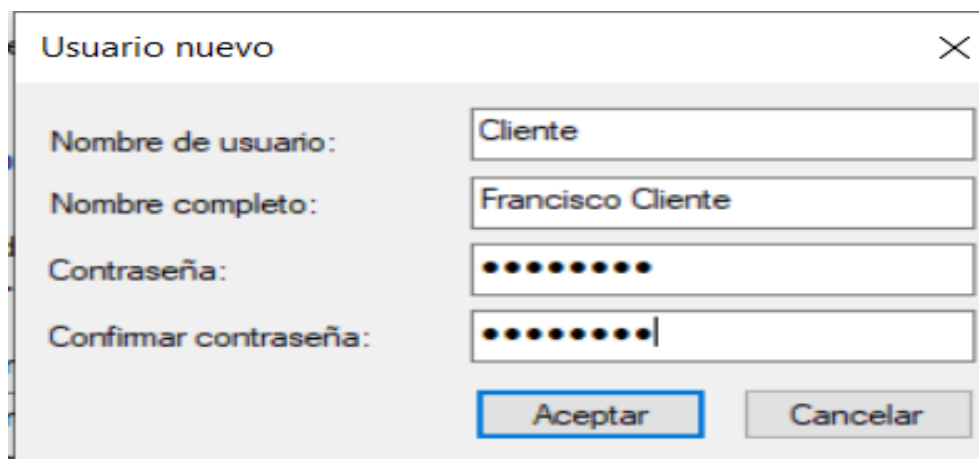 Usuario nuevo
Nombre de usuario: Cliente
Nombre completo: Francisco Cliente
Contraseña: ••••••••
Confirmar contraseña: ••••••••
Aceptar Cancelar